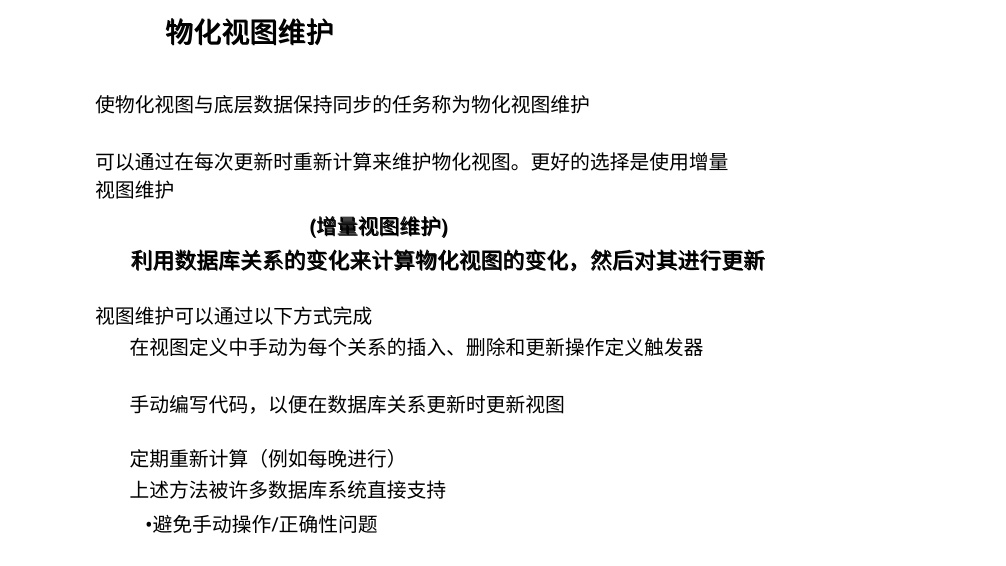 物化视图维护
使物化视图与底层数据保持同步的任务称为物化视图维护
可以通过在每次更新时重新计算来维护物化视图。更好的选择是使用增量
视图维护
(增量视图维护)
利用数据库关系的变化来计算物化视图的变化，然后对其进行更新
视图维护可以通过以下方式完成
在视图定义中手动为每个关系的插入、删除和更新操作定义触发器
手动编写代码，以便在数据库关系更新时更新视图
定期重新计算（例如每晚进行）
上述方法被许多数据库系统直接支持
•避免手动操作/正确性问题